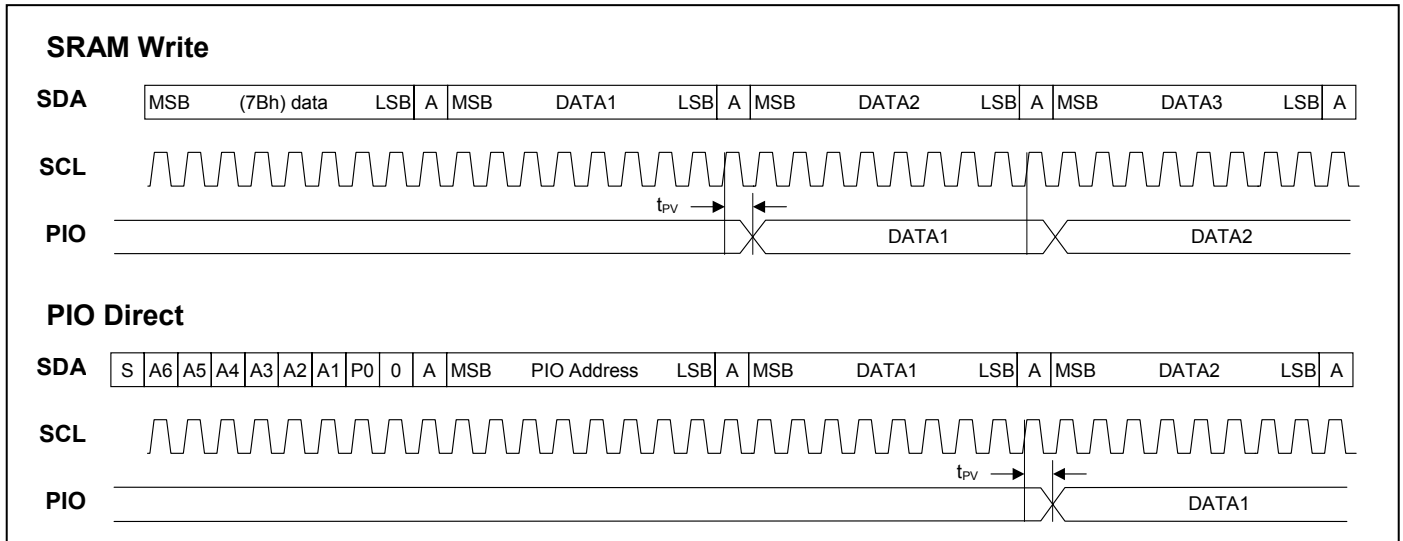 SRAM Write
SDA MSB (7Bh) data LSB A MSB DATA1 LSB A MSB DATA2 LSB A MSB DATA3 LSB A
SCL
tPV
PIO DATA1 DATA2
PIO Direct
SDA S A6 A5 A4 A3 A2 A1 P0 0 A MSB PIO Address LSB A MSB DATA1 LSB A MSB DATA2 LSB A
SCL
tPV
PIO DATA1